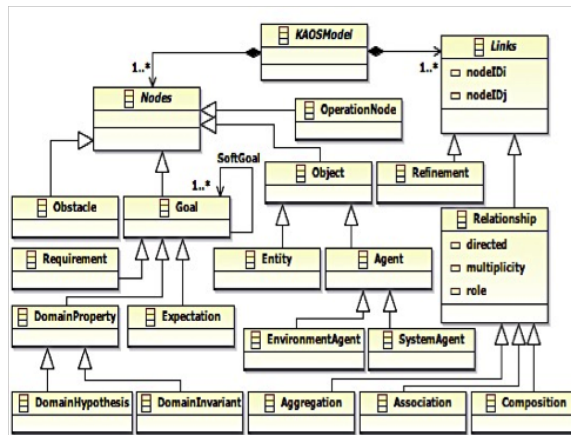 KAOSModel
Links
1..*
1..*
nodeIDi
nodeIDj
Nodes
OperationNode
SoftGoal
1..*
Object
Refinement
Obstacle
Goal
Relationship
directed
multiplicity
role
Requirement
Entity
Agent
DomainProperty
Expectation
EnvironmentAgent
SystemAgent
DomainHypothesis
DomainInvariant
Aggregation
Association
Composition